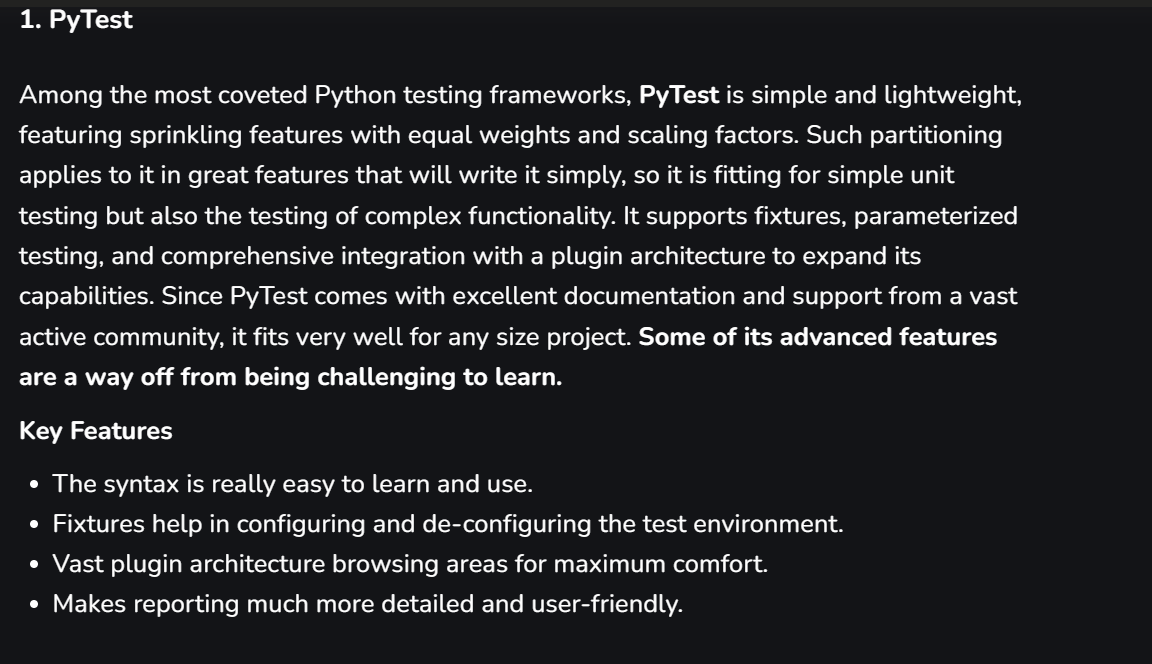 1. PyTest
Among the most coveted Python testing frameworks, PyTest is simple and lightweight,
featuring sprinkling features with equal weights and scaling factors. Such partitioning
applies to it in great features that will write it simply, so it is fitting for simple unit
testing but also the testing of complex functionality. It supports fixtures, parameterized
testing, and comprehensive integration with a plugin architecture to expand its
capabilities. Since PyTest comes with excellent documentation and support from a vast
active community, it fits very well for any size project. Some of its advanced features
are a way off from being challenging to learn.
Key Features
• The syntax is really easy to learn and use.
• Fixtures help in configuring and de-configuring the test environment.
• Vast plugin architecture browsing areas for maximum comfort.
• Makes reporting much more detailed and user-friendly.